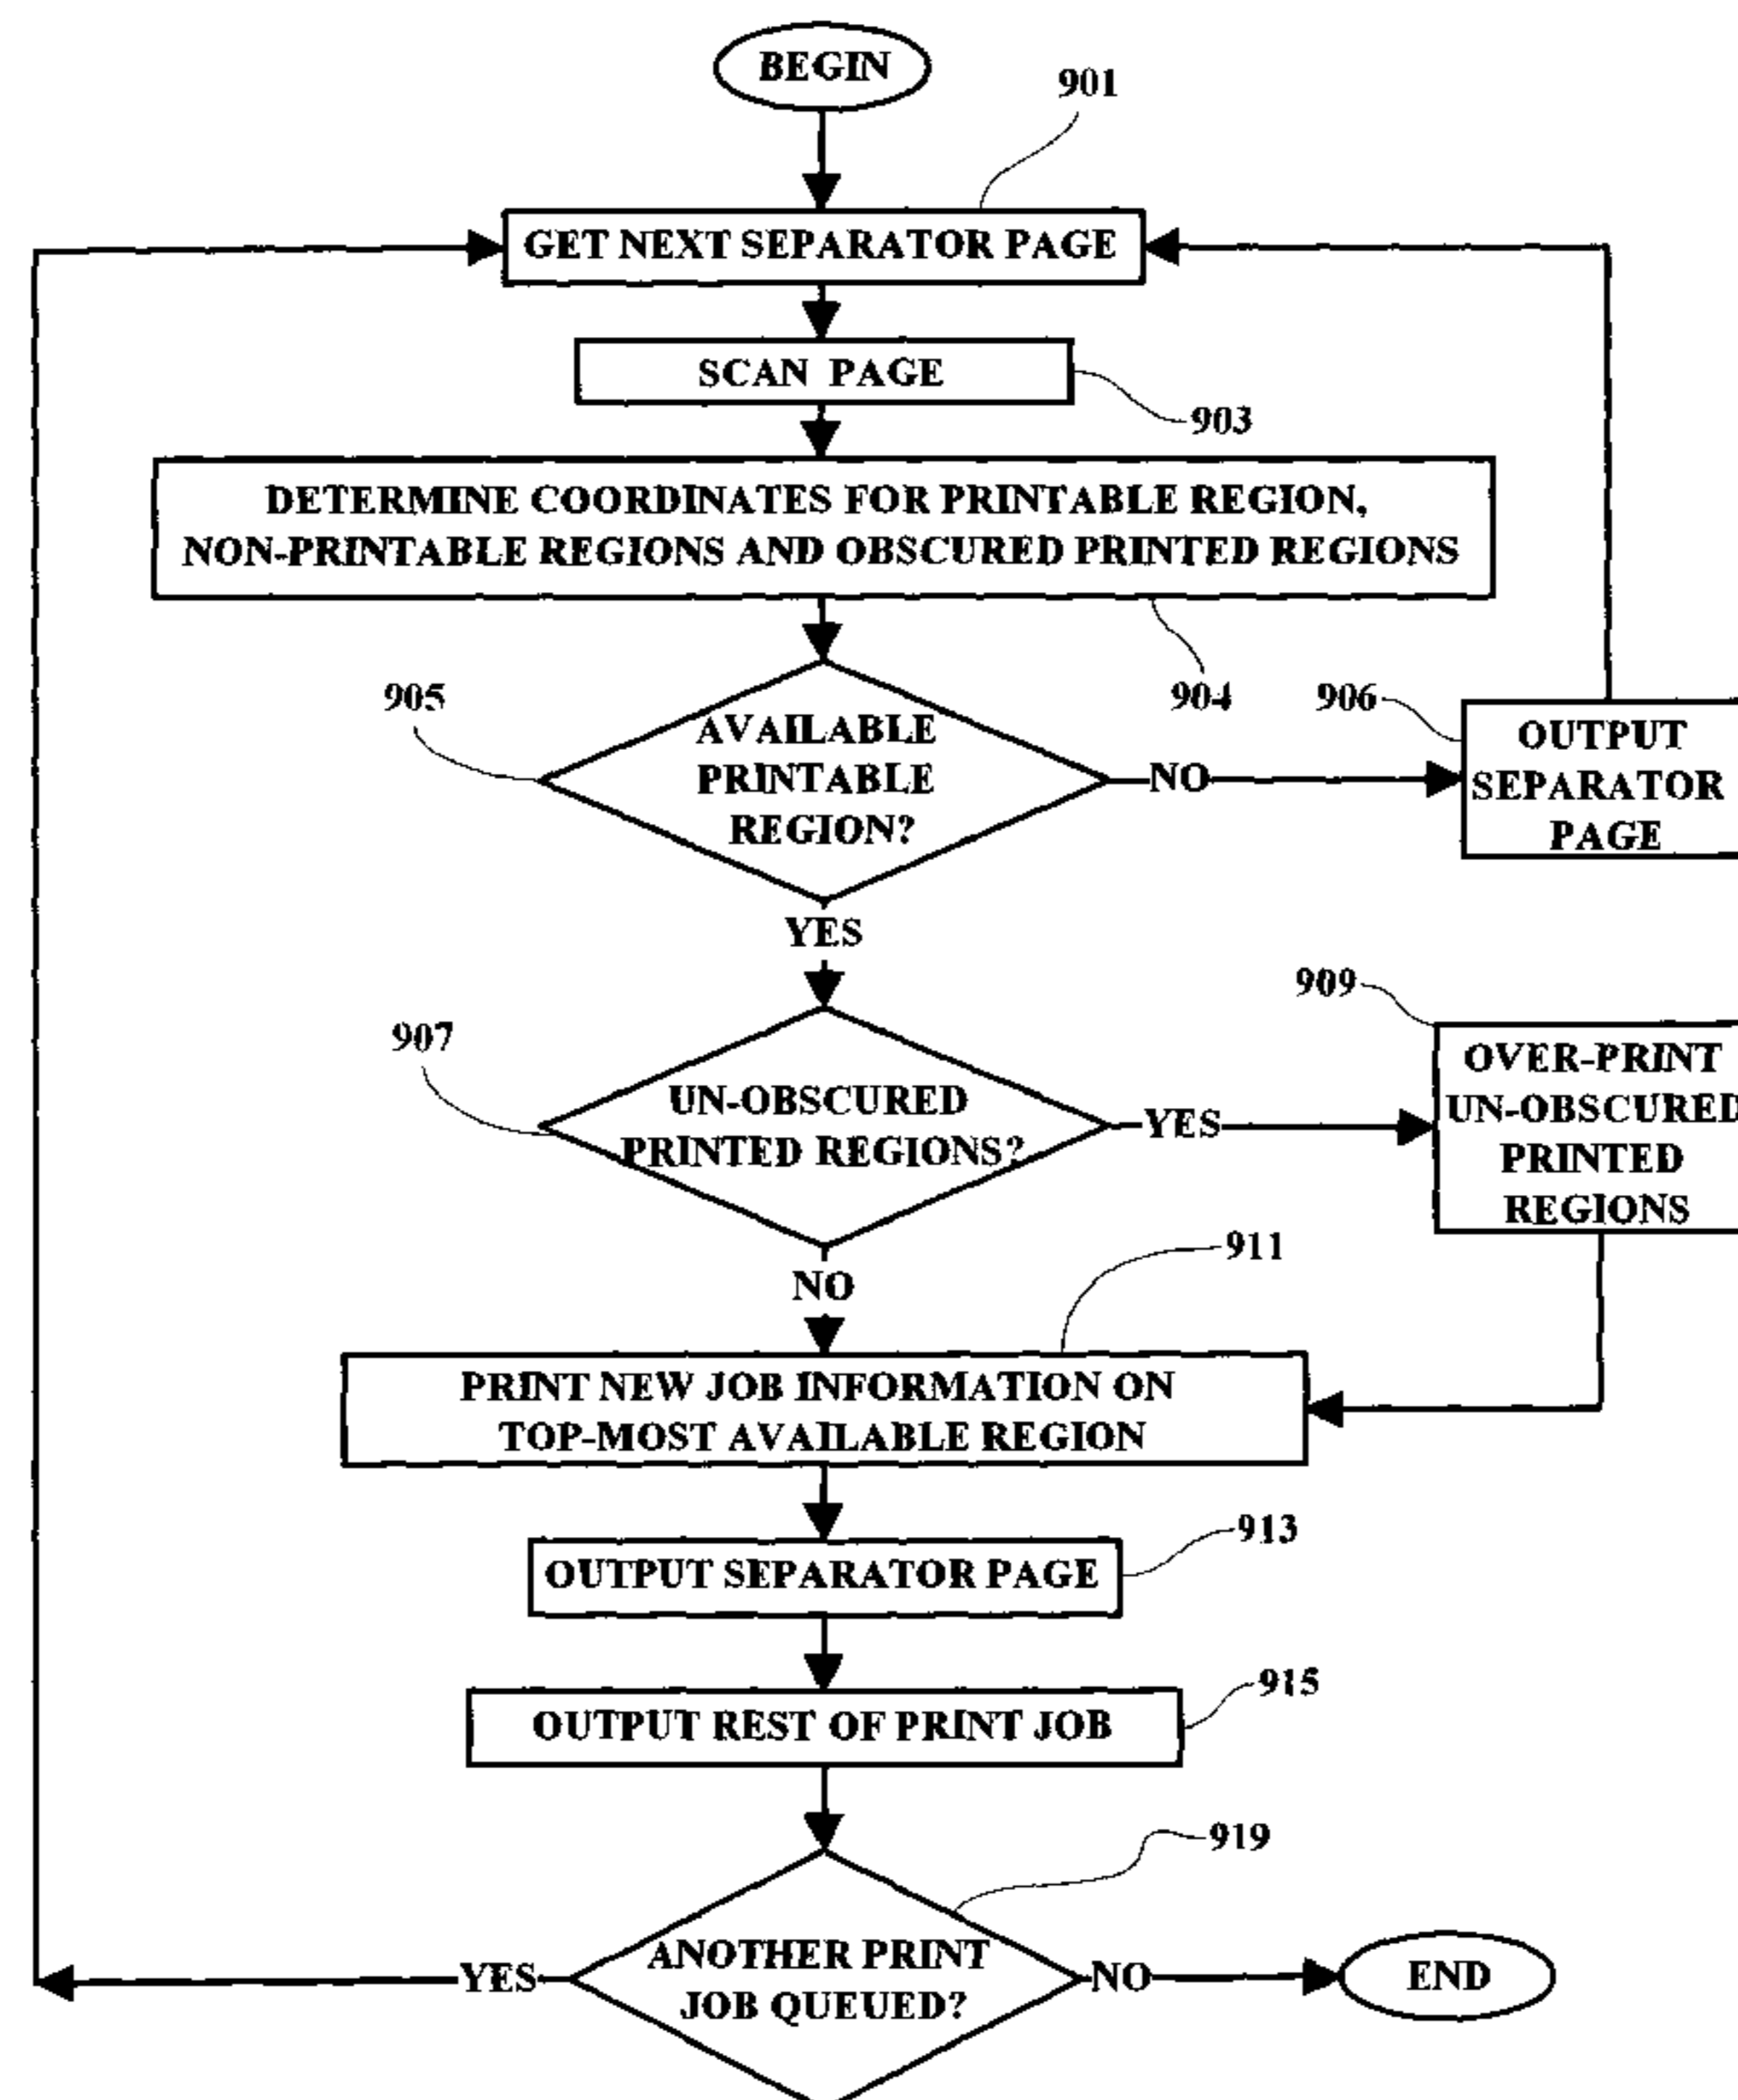 BEGIN
901
GET NEXT SEPARATOR PAGE
SCAN PAGE
903
DETERMINE COORDINATES FOR PRINTABLE REGION,
NON-PRINTABLE REGIONS AND OBSCURED PRINTED REGIONS
904
905
AVAILABLE
PRINTABLE
REGION?
NO
906
OUTPUT
SEPARATOR
PAGE
YES
907
UN-OBSCURED
PRINTED REGIONS?
YES
909
OVER-PRINT
UN-OBSCURED
PRINTED
REGIONS
NO
911
PRINT NEW JOB INFORMATION ON
TOP-MOST AVAILABLE REGION
913
OUTPUT SEPARATOR PAGE
915
OUTPUT REST OF PRINT JOB
919
ANOTHER PRINT
JOB QUEUED?
YES
NO
END